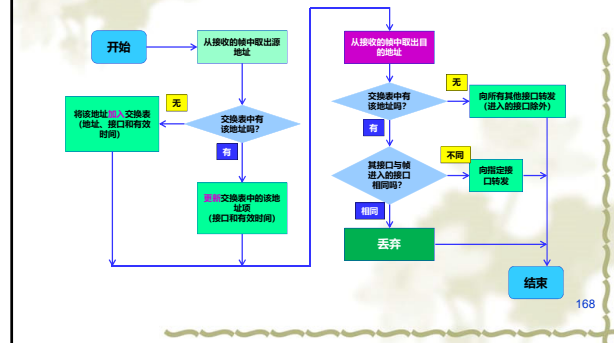 开始
从接收的帧中取出源
地址
交换表中有
该地址吗?
无
将该地址加入交换表
(地址、接口和有效
时间)
有
更新交换表中的该地
址项
(接口和有效时间)
从接收的帧中取出目
的地址
交换表中有
该地址吗?
无
向所有其他接口转发
(进入的接口除外)
有
其接口与帧
进入的接口
相同吗?
不同
向指定接
口转发
相同
丢弃
结束
168